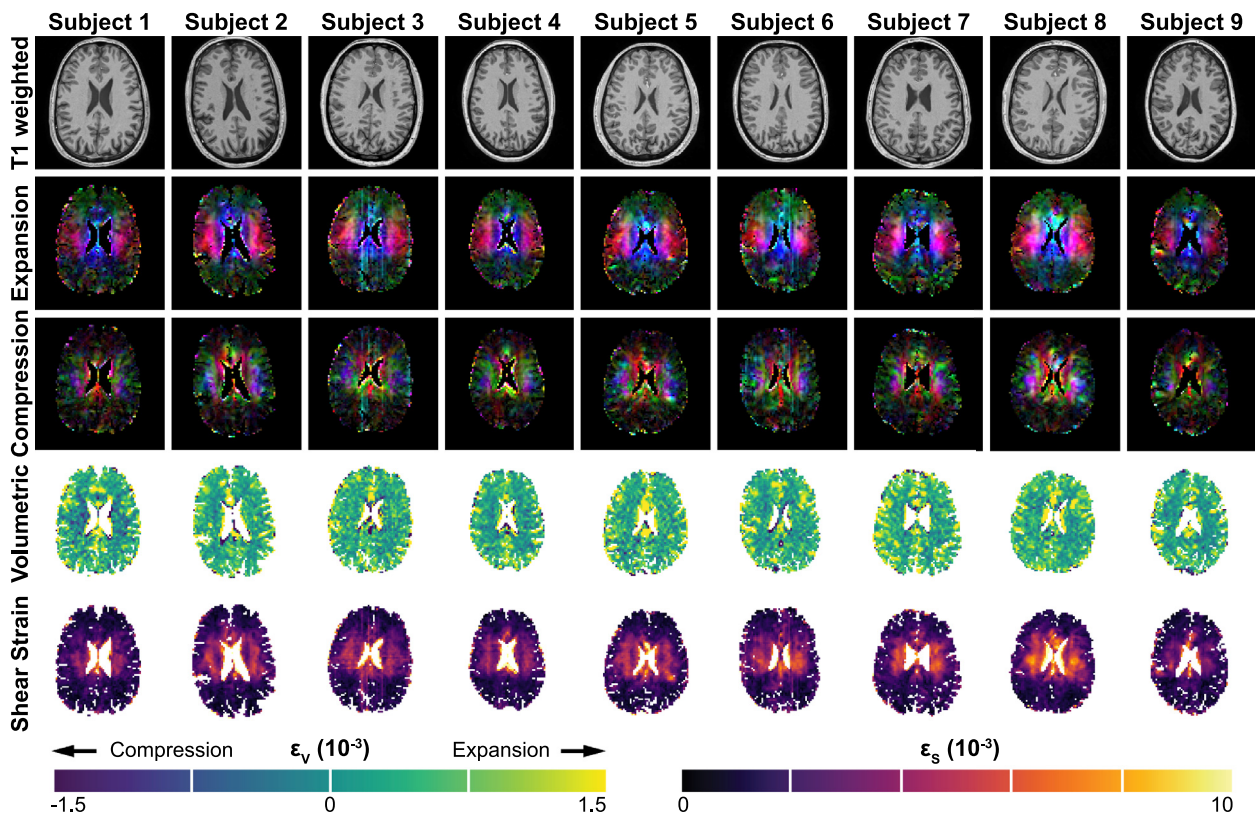 Subject 1 Subject 2 Subject 3 Subject 4 Subject 5 Subject 6 Subject 7 Subject 8 Subject 9
T1 weighted
Expansion
Compression
Volumetric
Shear Strain
Compression ε_v (10⁻³) Expansion
ε_s (10⁻³)
-1.5 0 1.5
0 10